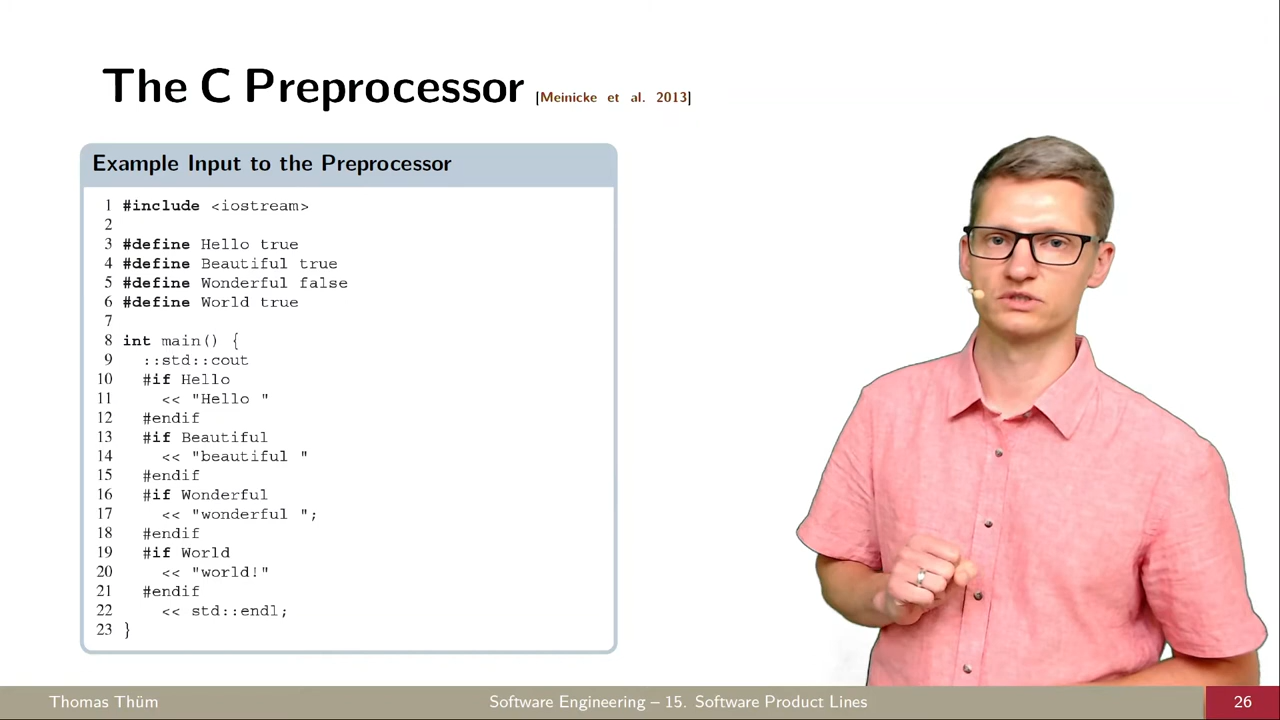 The C Preprocessor [Meinicke et al. 2013]
Example Input to the Preprocessor
1 #include <iostream>
2
3 #define Hello true
4 #define Beautiful true
5 #define Wonderful false
6 #define World true
7
8 int main() {
9   ::std::cout
10   #if Hello
11     << "Hello "
12   #endif
13   #if Beautiful
14     << "beautiful "
15   #endif
16   #if Wonderful
17     << "wonderful ";
18   #endif
19   #if World
20     << "world!"
21   #endif
22     << std::endl;
23 }
Thomas Thüm Software Engineering – 15. Software Product Lines 26